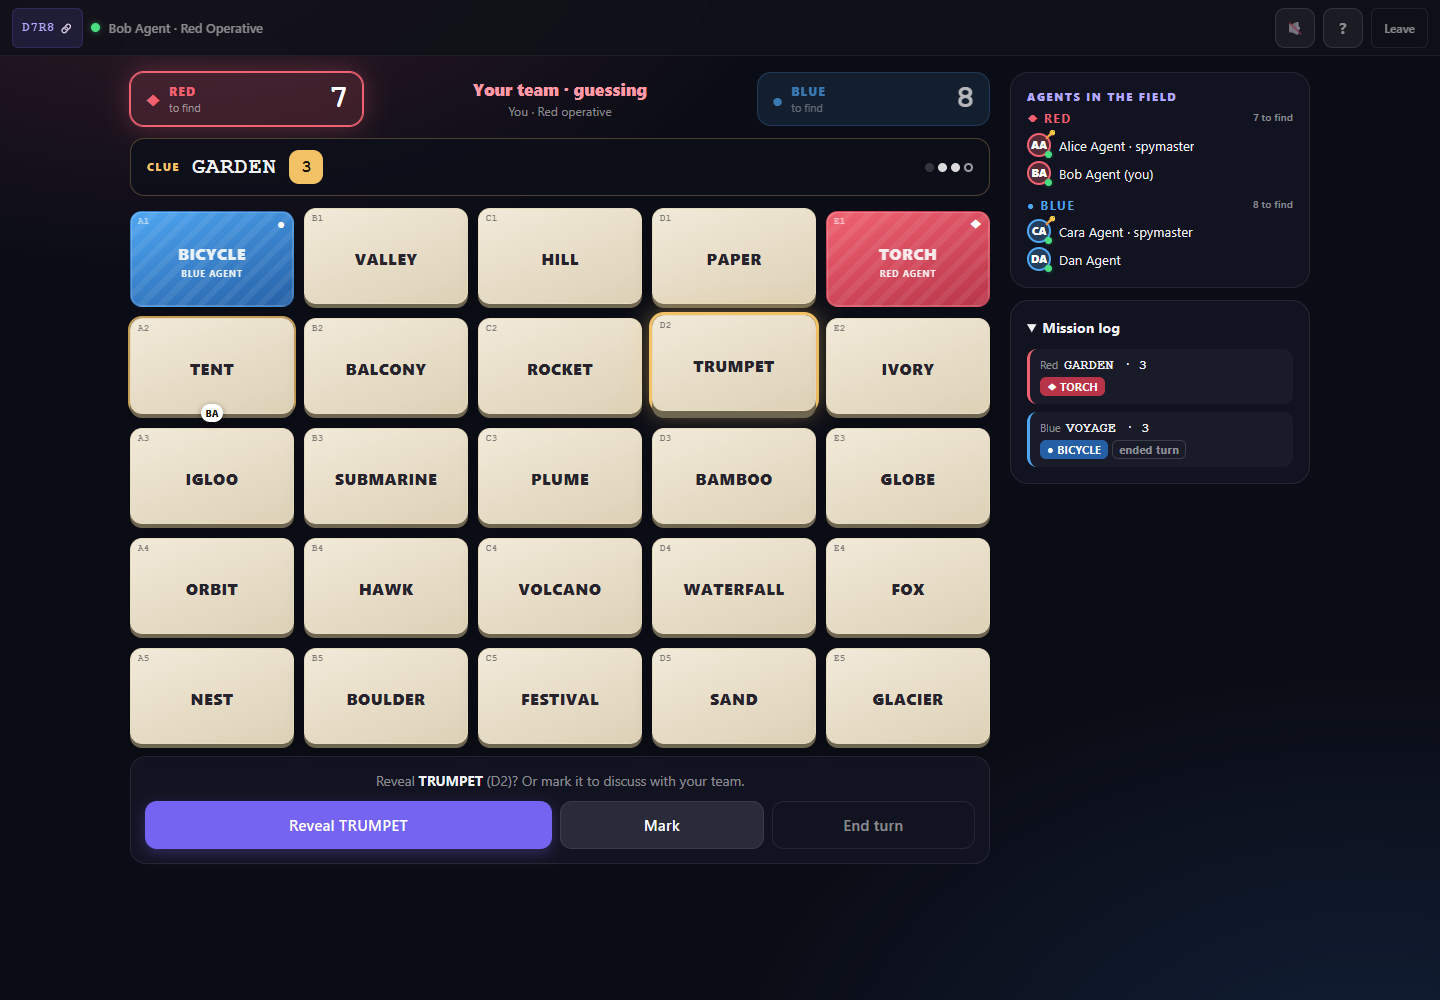 D7R8
Bob Agent · Red Operative
?
Leave
RED
to find
7
Your team · guessing
You · Red operative
BLUE
to find
8
CLUE GARDEN 3
A1
BICYCLE
BLUE AGENT
B1
VALLEY
C1
HILL
D1
PAPER
E1
TORCH
RED AGENT
A2
TENT
BA
B2
BALCONY
C2
ROCKET
D2
TRUMPET
E2
IVORY
A3
IGLOO
B3
SUBMARINE
C3
PLUME
D3
BAMBOO
E3
GLOBE
A4
ORBIT
B4
HAWK
C4
VOLCANO
D4
WATERFALL
E4
FOX
A5
NEST
B5
BOULDER
C5
FESTIVAL
D5
SAND
E5
GLACIER
Reveal TRUMPET (D2)? Or mark it to discuss with your team.
Reveal TRUMPET
Mark
End turn
AGENTS IN THE FIELD
RED 7 to find
AA Alice Agent · spymaster
BA Bob Agent (you)
BLUE 8 to find
CA Cara Agent · spymaster
DA Dan Agent
Mission log
Red GARDEN · 3
TORCH
Blue VOYAGE · 3
BICYCLE ended turn